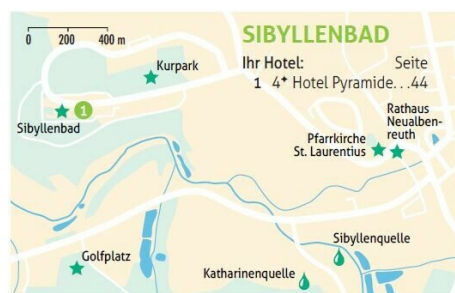 0 200 400 m
SIBYLLENBAD
Ihr Hotel: Seite
1 4✦ Hotel Pyramide...44
Kurpark
1
Sibyllenbad
Rathaus
Neualben-
reuth
Pfarrkirche
St. Laurentius
Sibyllenquelle
Golfplatz
Katharinenquelle